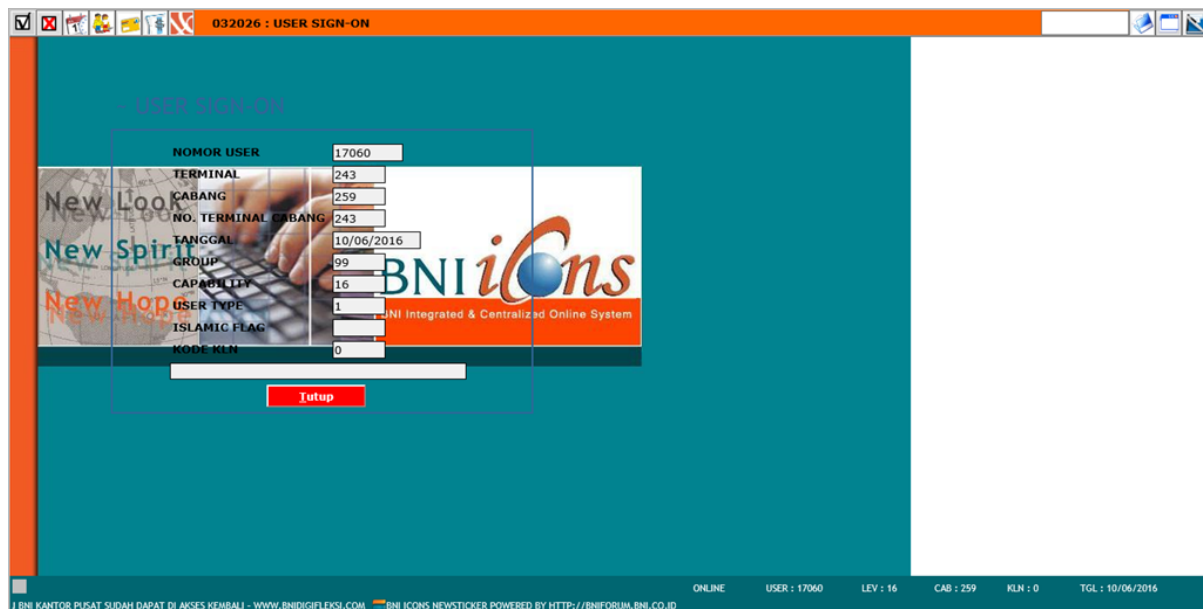 032026 : USER SIGN-ON
- USER SIGN-ON
NOMOR USER 17060
TERMINAL 243
CABANG 259
NO. TERMINAL CABANG 243
TANGGAL 10/06/2016
GROUP 99
CAPABILITY 16
USER TYPE 1
ISLAMIC FLAG
KODE KLN 0
Tutup
New Look
New Spirit
New Hope
BNI icons
BNI Integrated & Centralized Online System
ONLINE USER : 17060 LEV : 16 CAB : 259 KLN : 0 TGL : 10/06/2016
I BNI KANTOR PUSAT SUDAH DAPAT DI AKSES KEMBALI - WWW.BNIDIGIFLEKSI.COM BNI ICONS NEWSTICKER POWERED BY HTTP://BNIFORUM.BNI.CO.ID